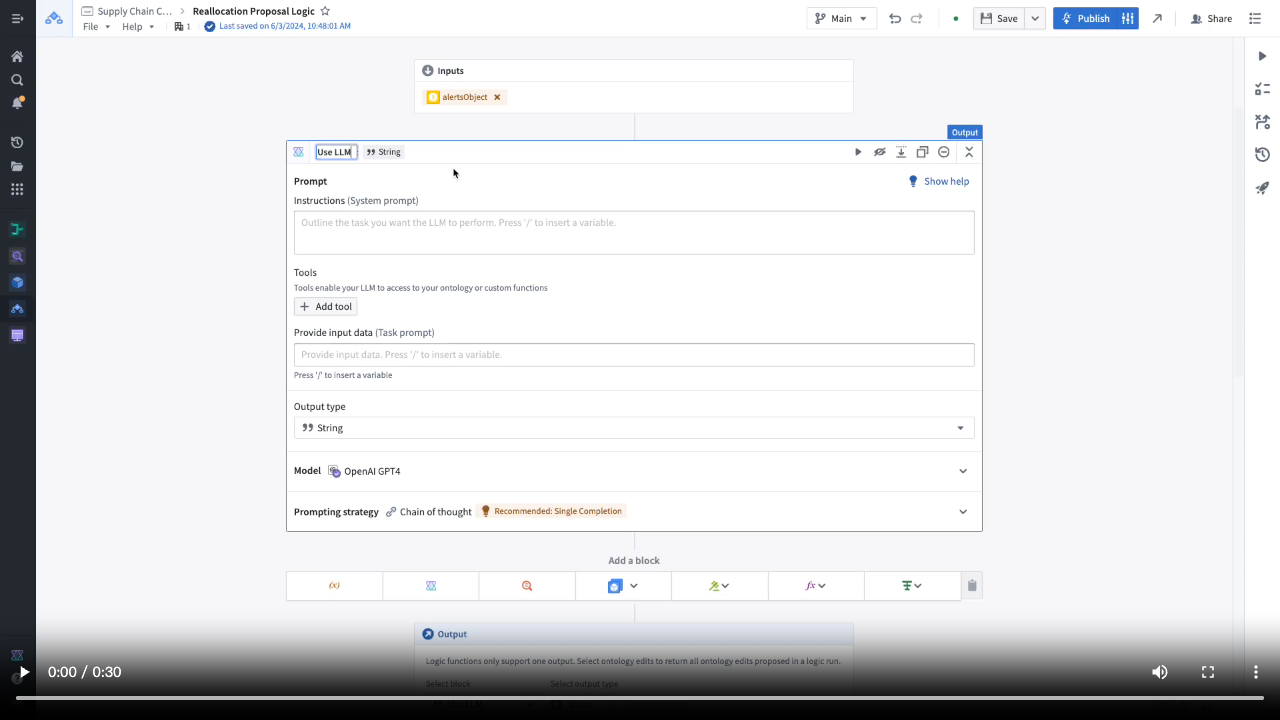 Supply Chain C... > Reallocation Proposal Logic
File Help 1 Last saved on 6/3/2024, 10:48:01 AM
Main Save Publish Share
Inputs
alertsObject
Output
Use LLM String
Prompt Show help
Instructions (System prompt)
Outline the task you want the LLM to perform. Press '/' to insert a variable.
Tools
Tools enable your LLM to access to your ontology or custom functions
+ Add tool
Provide input data (Task prompt)
Provide input data. Press '/' to insert a variable.
Press '/' to insert a variable
Output type
String
Model OpenAI GPT4
Prompting strategy Chain of thought Recommended: Single Completion
Add a block
(x) fx
Output
Logic functions only support one output. Select ontology edits to return all ontology edits proposed in a logic run.
0:00 / 0:30
Select block Select output type